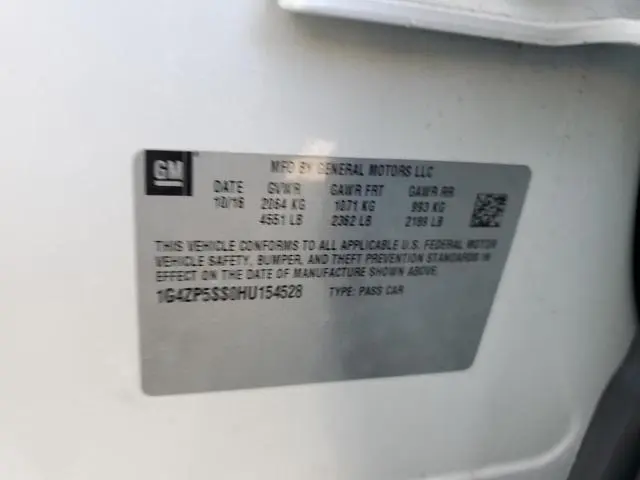 GM
MFD BY GENERAL MOTORS LLC
DATE GVWR GAWR FRT GAWR RR
10/16 2064 KG 1071 KG 993 KG
4551 LB 2362 LB 2189 LB
THIS VEHICLE CONFORMS TO ALL APPLICABLE U.S. FEDERAL MOTOR
VEHICLE SAFETY, BUMPER, AND THEFT PREVENTION STANDARDS IN
EFFECT ON THE DATE OF MANUFACTURE SHOWN ABOVE.
1G4ZP5SS0HU154528 TYPE: PASS CAR